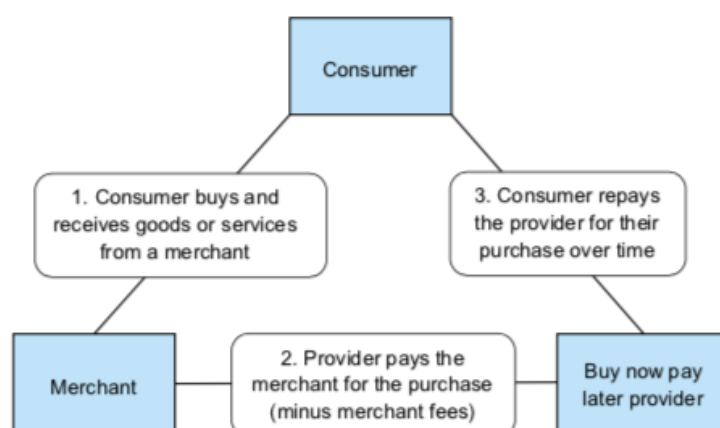 Consumer
1. Consumer buys and
receives goods or services
from a merchant
3. Consumer repays
the provider for their
purchase over time
Merchant
2. Provider pays the
merchant for the purchase
(minus merchant fees)
Buy now pay
later provider